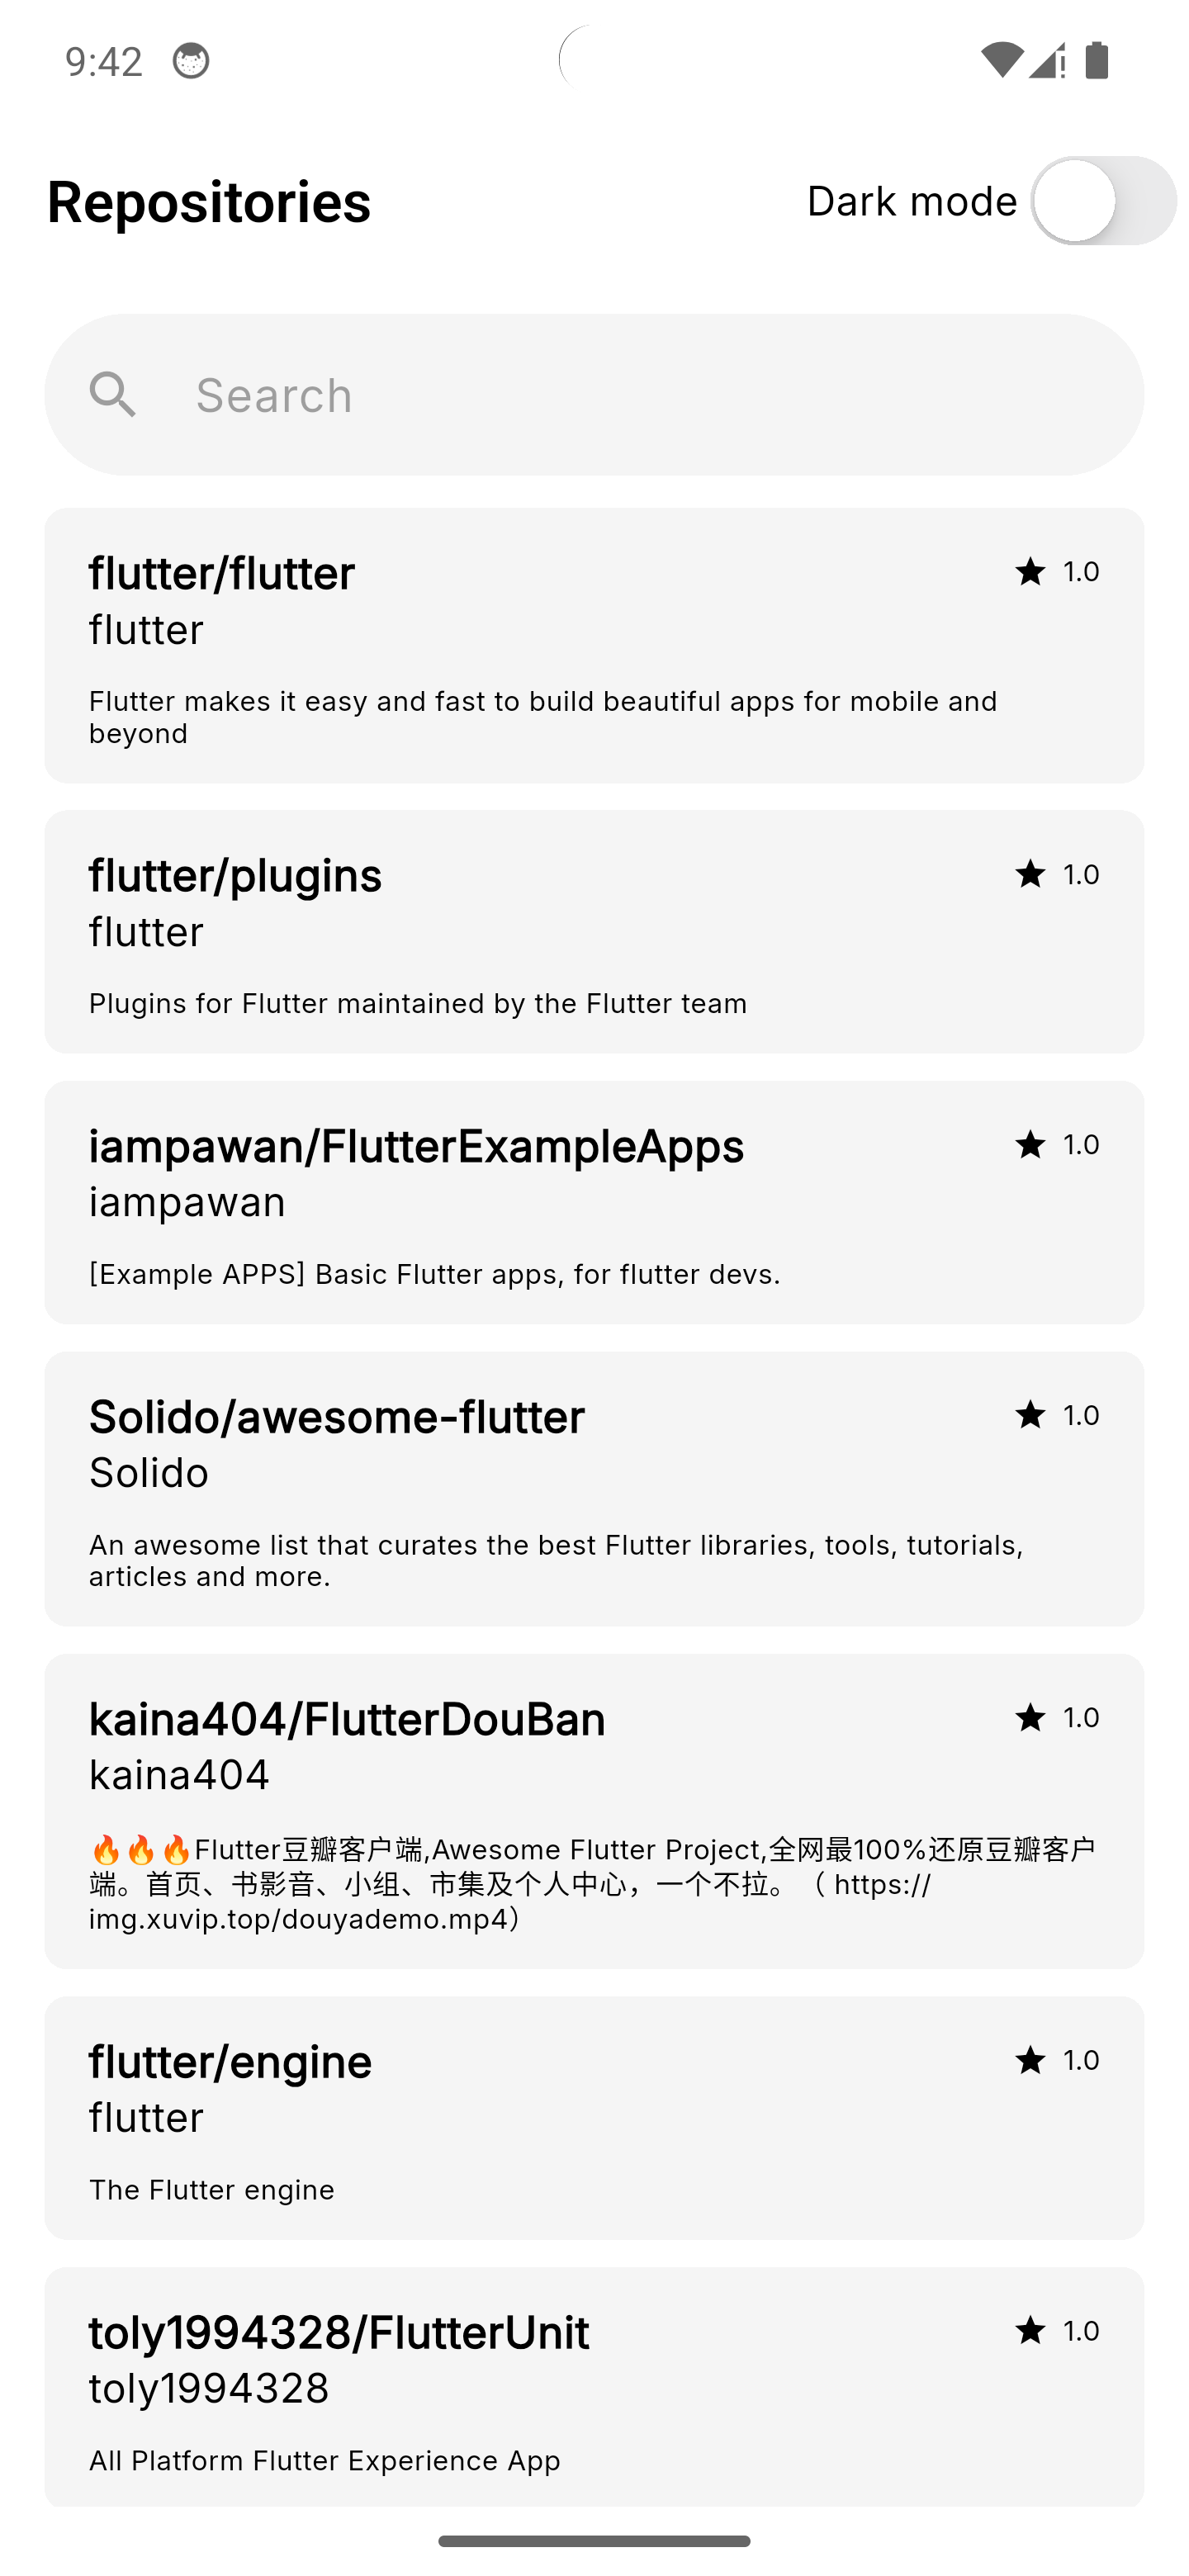 9:42
Repositories
Dark mode
Search
flutter/flutter
1.0
flutter
Flutter makes it easy and fast to build beautiful apps for mobile and
beyond
flutter/plugins
1.0
flutter
Plugins for Flutter maintained by the Flutter team
iampawan/FlutterExampleApps
1.0
iampawan
[Example APPS] Basic Flutter apps, for flutter devs.
Solido/awesome-flutter
1.0
Solido
An awesome list that curates the best Flutter libraries, tools, tutorials,
articles and more.
kaina404/FlutterDouBan
1.0
kaina404
🔥🔥🔥Flutter豆瓣客户端,Awesome Flutter Project,全网最100%还原豆瓣客户
端。首页、书影音、小组、市集及个人中心，一个不拉。（ https://
img.xuvip.top/douyademo.mp4）
flutter/engine
1.0
flutter
The Flutter engine
toly1994328/FlutterUnit
1.0
toly1994328
All Platform Flutter Experience App